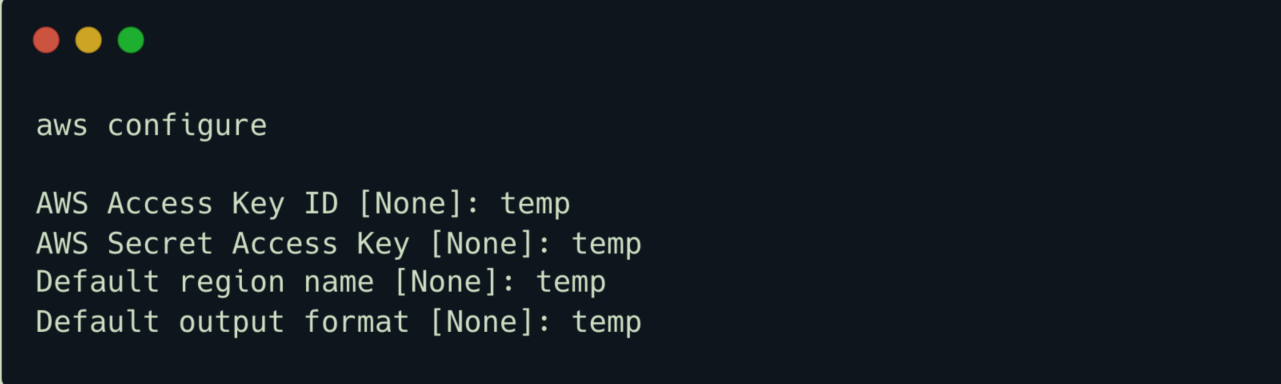 aws configure
AWS Access Key ID [None]: temp
AWS Secret Access Key [None]: temp
Default region name [None]: temp
Default output format [None]: temp